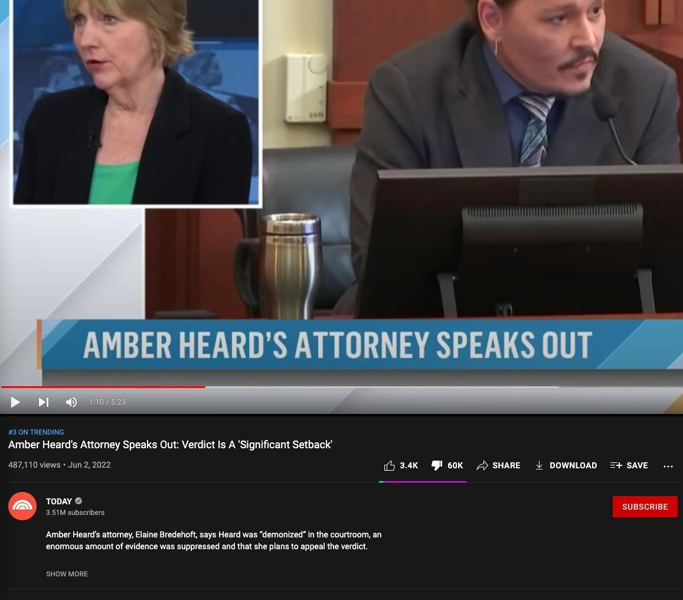 AMBER HEARD'S ATTORNEY SPEAKS OUT
1:10 / 5:23
#3 ON TRENDING
Amber Heard's Attorney Speaks Out: Verdict Is A 'Significant Setback'
487,110 views • Jun 2, 2022
3.4K 60K SHARE DOWNLOAD SAVE
TODAY
3.51M subscribers
SUBSCRIBE
Amber Heard's attorney, Elaine Bredehoft, says Heard was "demonized" in the courtroom, an
enormous amount of evidence was suppressed and that she plans to appeal the verdict.
SHOW MORE